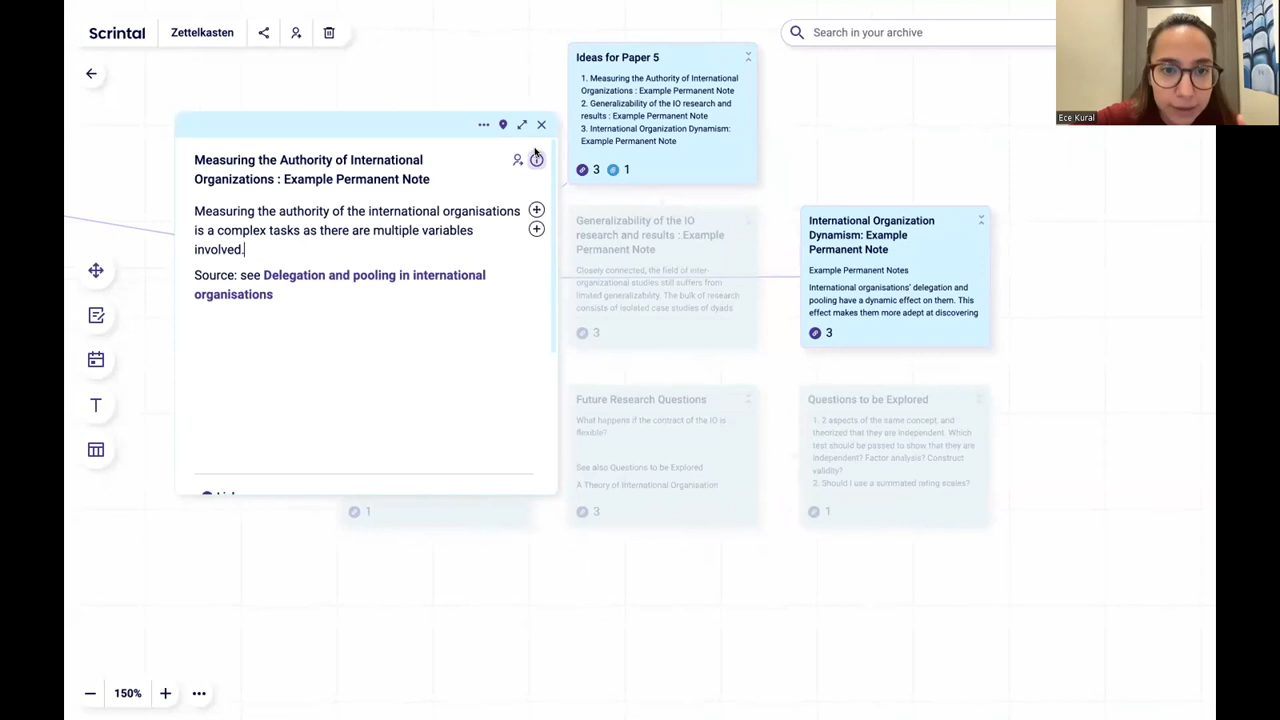 Scrintal
Zettelkasten
Search in your archive
Ece Kural
Measuring the Authority of International
Organizations : Example Permanent Note
Measuring the authority of the international organisations
is a complex tasks as there are multiple variables
involved.
Source: see Delegation and pooling in international
organisations
Ideas for Paper 5
1. Measuring the Authority of International
Organizations : Example Permanent Note
2. Generalizability of the IO research and
results : Example Permanent Note
3. International Organization Dynamism:
Example Permanent Note
3 1
Generalizability of the IO
research and results : Example
Permanent Note
Closely connected, the field of inter-
organizational studies still suffers from
limited generalizability. The bulk of research
consists of isolated case studies of dyads
3
International Organization
Dynamism: Example
Permanent Note
Example Permanent Notes
International organisations' delegation and
pooling have a dynamic effect on them. This
effect makes them more adept at discovering
3
1
Future Research Questions
What happens if the contract of the IO is
flexible?
See also Questions to be Explored
A Theory of International Organisation
3
Questions to be Explored
1. 2 aspects of the same concept, and
theorized that they are independent. Which
test should be passed to show that they are
independent? Factor analysis? Construct
validity?
2. Should I use a summated rating scales?
1
T
150%